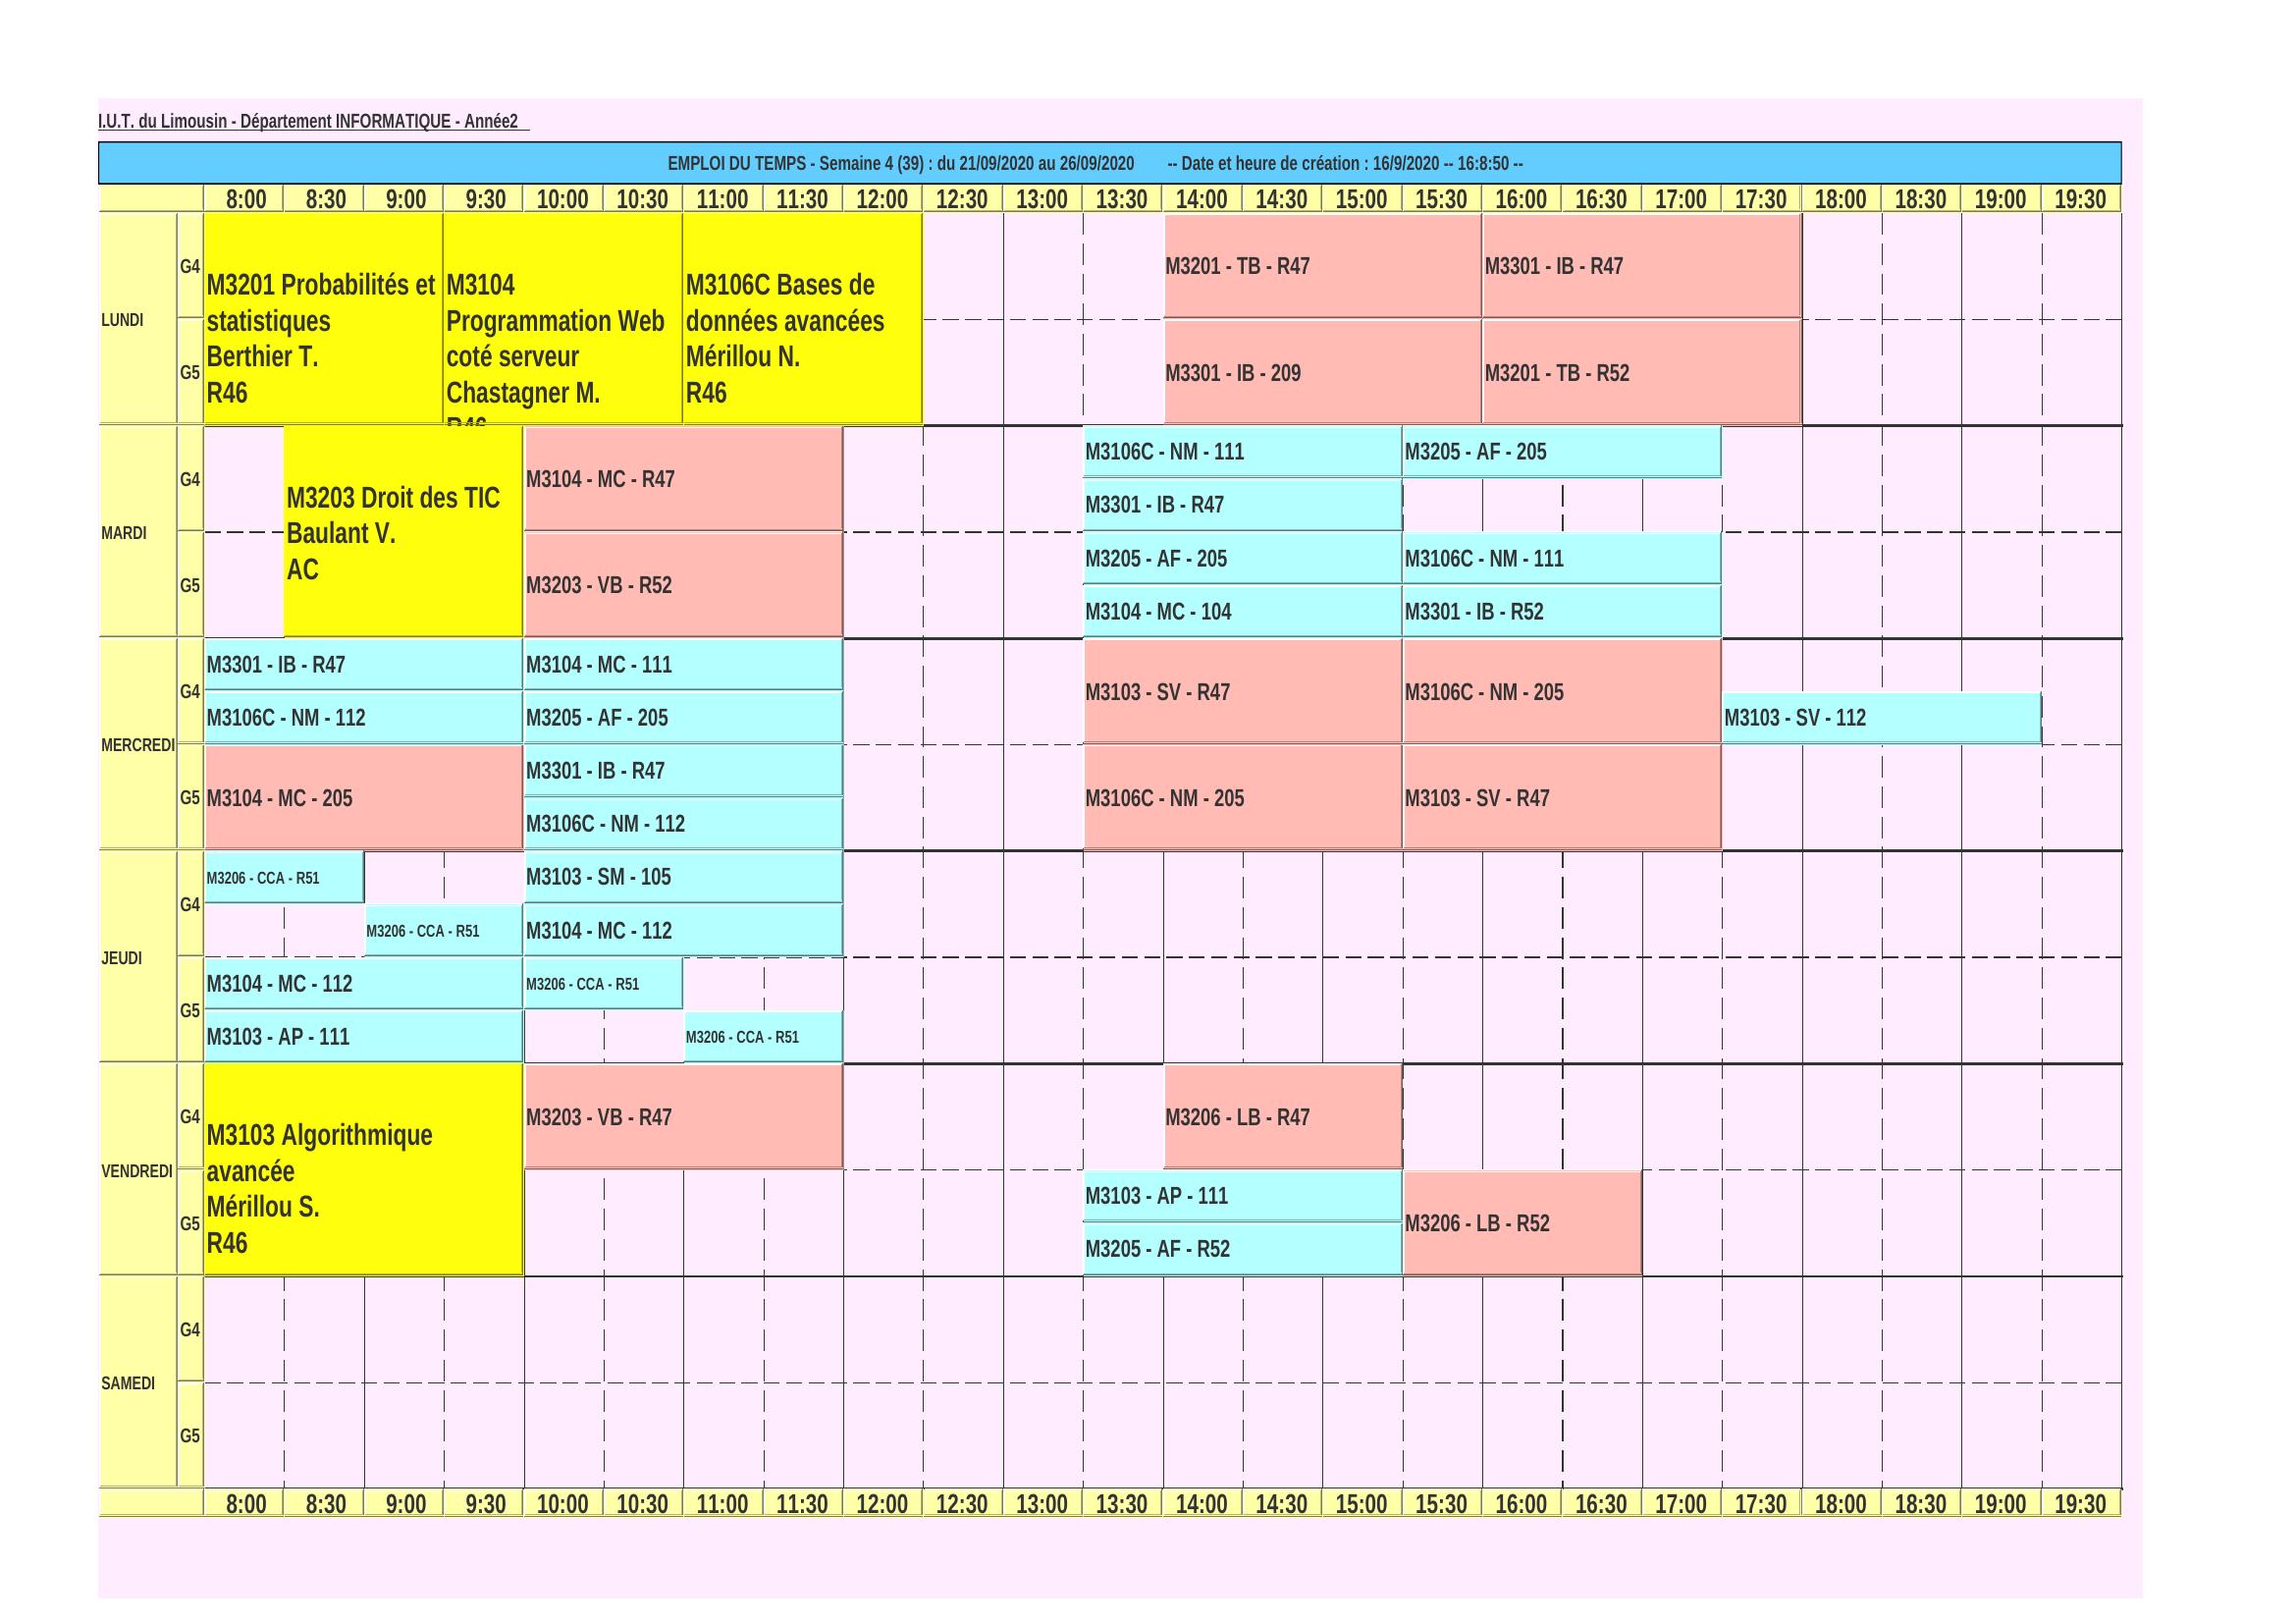 I.U.T. du Limousin - Département INFORMATIQUE - Année2
EMPLOI DU TEMPS - Semaine 4 (39) : du 21/09/2020 au 26/09/2020 -- Date et heure de création : 16/9/2020 -- 16:8:50 --
8:00 8:30 9:00 9:30 10:00 10:30 11:00 11:30 12:00 12:30 13:00 13:30 14:00 14:30 15:00 15:30 16:00 16:30 17:00 17:30 18:00 18:30 19:00 19:30
LUNDI
G4
G5
M3201 Probabilités et
statistiques
Berthier T.
R46
M3104
Programmation Web
coté serveur
Chastagner M.
R46
M3106C Bases de
données avancées
Mérillou N.
R46
M3201 - TB - R47
M3301 - IB - R47
M3301 - IB - 209
M3201 - TB - R52
MARDI
G4
G5
M3203 Droit des TIC
Baulant V.
AC
M3104 - MC - R47
M3203 - VB - R52
M3106C - NM - 111
M3205 - AF - 205
M3301 - IB - R47
M3205 - AF - 205
M3106C - NM - 111
M3104 - MC - 104
M3301 - IB - R52
MERCREDI
G4
G5
M3301 - IB - R47
M3104 - MC - 111
M3106C - NM - 112
M3205 - AF - 205
M3104 - MC - 205
M3301 - IB - R47
M3106C - NM - 112
M3103 - SV - R47
M3106C - NM - 205
M3103 - SV - 112
M3106C - NM - 205
M3103 - SV - R47
JEUDI
G4
G5
M3206 - CCA - R51
M3103 - SM - 105
M3206 - CCA - R51
M3104 - MC - 112
M3104 - MC - 112
M3206 - CCA - R51
M3103 - AP - 111
M3206 - CCA - R51
VENDREDI
G4
G5
M3103 Algorithmique
avancée
Mérillou S.
R46
M3203 - VB - R47
M3206 - LB - R47
M3103 - AP - 111
M3205 - AF - R52
M3206 - LB - R52
SAMEDI
G4
G5
8:00 8:30 9:00 9:30 10:00 10:30 11:00 11:30 12:00 12:30 13:00 13:30 14:00 14:30 15:00 15:30 16:00 16:30 17:00 17:30 18:00 18:30 19:00 19:30